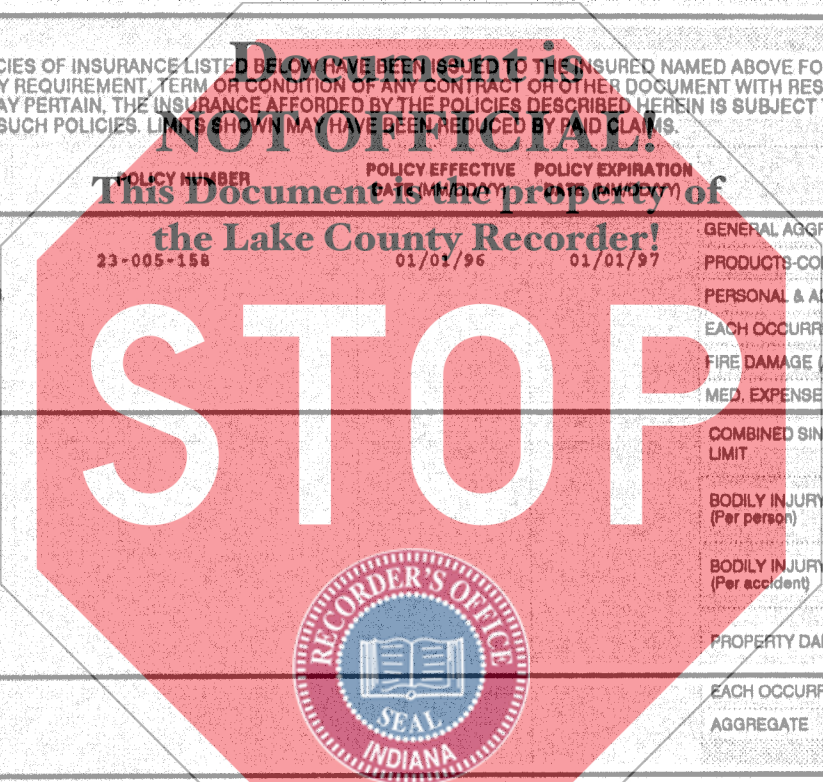 Document is
CIES OF INSURANCE LISTED BELOW HAVE BEEN ISSUED TO THE INSURED NAMED ABOVE FO
Y REQUIREMENT, TERM OR CONDITION OF ANY CONTRACT OR OTHER DOCUMENT WITH RES
AY PERTAIN, THE INSURANCE AFFORDED BY THE POLICIES DESCRIBED HEREIN IS SUBJECT
SUCH POLICIES. LIMITS SHOWN MAY HAVE BEEN REDUCED BY PAID CLAIMS.
NOT OFFICIAL!
POLICY NUMBER POLICY EFFECTIVE DATE (MM/DD/YY) POLICY EXPIRATION DATE (MM/DD/YY)
This Document is the property of
the Lake County Recorder!
GENERAL AGGR
23-005-158 01/01/96 01/01/97
PRODUCTS-CO
PERSONAL & A
EACH OCCURR
FIRE DAMAGE (
MED. EXPENSE
STOP
COMBINED SIN
LIMIT
BODILY INJURY
(Per person)
BODILY INJURY
(Per accident)
PROPERTY DA
EACH OCCURR
AGGREGATE
RECORDER'S OFFICE
SEAL
INDIANA